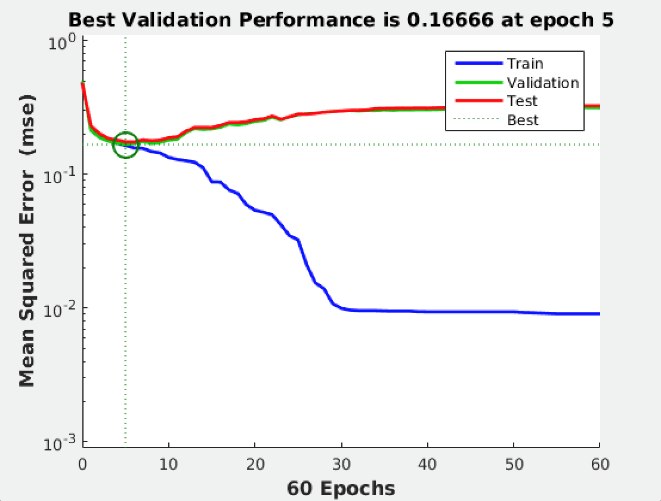 Best Validation Performance is 0.16666 at epoch 5
Train
Validation
Test
Best
Mean Squared Error (mse)
10^0
10^-1
10^-2
10^-3
0 10 20 30 40 50 60
60 Epochs